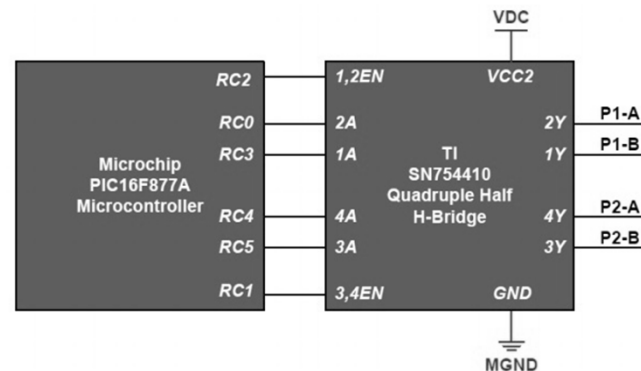 VDC
RC2
1,2EN
VCC2
RC0
2A
2Y
P1-A
RC3
1A
1Y
P1-B
Microchip
PIC16F877A
Microcontroller
TI
SN754410
Quadruple Half
H-Bridge
RC4
4A
4Y
P2-A
RC5
3A
3Y
P2-B
RC1
3,4EN
GND
MGND